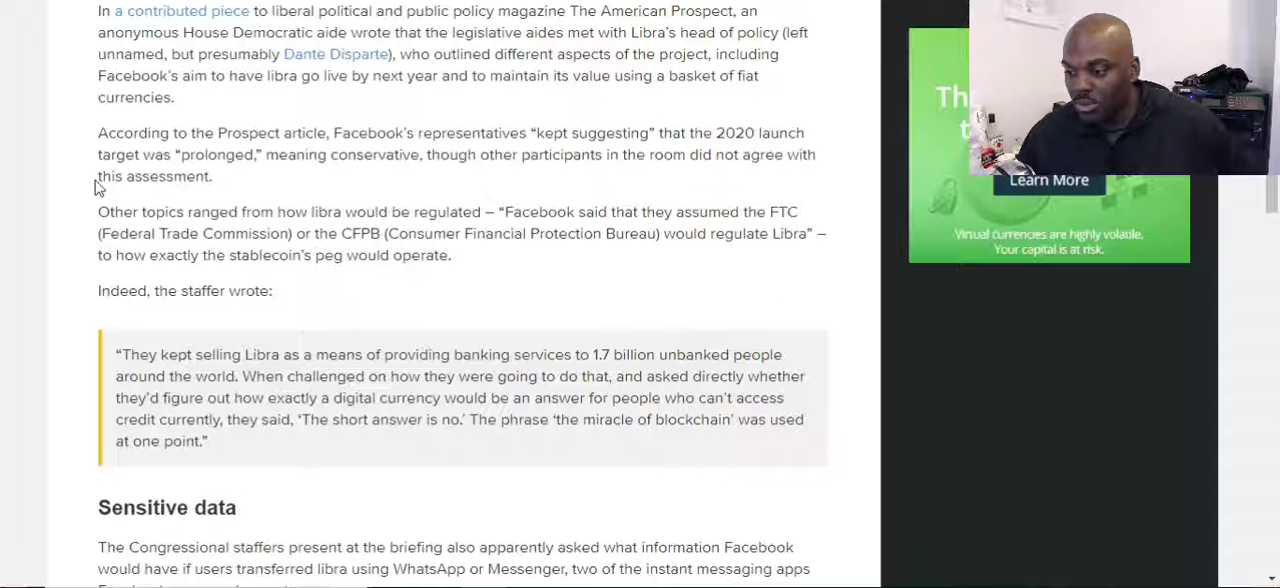 In a contributed piece to liberal political and public policy magazine The American Prospect, an
anonymous House Democratic aide wrote that the legislative aides met with Libra’s head of policy (left
unnamed, but presumably Dante Disparte), who outlined different aspects of the project, including
Facebook’s aim to have libra go live by next year and to maintain its value using a basket of fiat
currencies.
According to the Prospect article, Facebook’s representatives “kept suggesting” that the 2020 launch
target was “prolonged,” meaning conservative, though other participants in the room did not agree with
this assessment.
Other topics ranged from how libra would be regulated – “Facebook said that they assumed the FTC
(Federal Trade Commission) or the CFPB (Consumer Financial Protection Bureau) would regulate Libra” –
to how exactly the stablecoin’s peg would operate.
Indeed, the staffer wrote:
“They kept selling Libra as a means of providing banking services to 1.7 billion unbanked people
around the world. When challenged on how they were going to do that, and asked directly whether
they’d figure out how exactly a digital currency would be an answer for people who can’t access
credit currently, they said, ‘The short answer is no.’ The phrase ‘the miracle of blockchain’ was used
at one point.”
Sensitive data
The Congressional staffers present at the briefing also apparently asked what information Facebook
would have if users transferred libra using WhatsApp or Messenger, two of the instant messaging apps
Learn More
Virtual currencies are highly volatile.
Your capital is at risk.